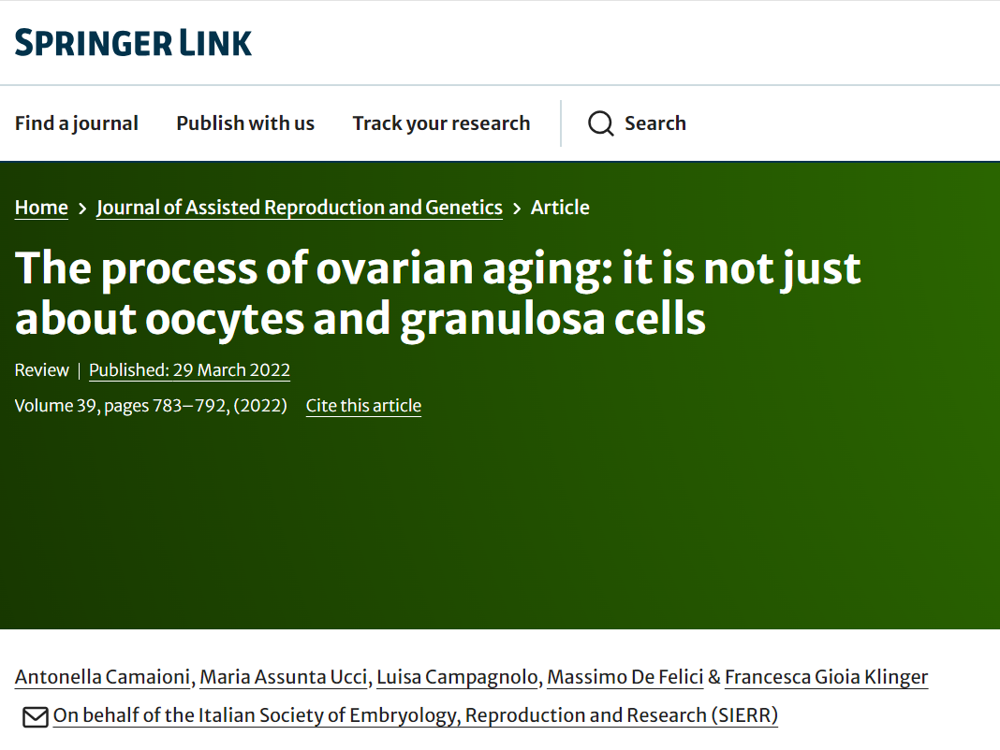 SPRINGER LINK
Find a journal Publish with us Track your research Search
Home > Journal of Assisted Reproduction and Genetics > Article
The process of ovarian aging: it is not just
about oocytes and granulosa cells
Review | Published: 29 March 2022
Volume 39, pages 783–792, (2022) Cite this article
Antonella Camaioni, Maria Assunta Ucci, Luisa Campagnolo, Massimo De Felici & Francesca Gioia Klinger
On behalf of the Italian Society of Embryology, Reproduction and Research (SIERR)